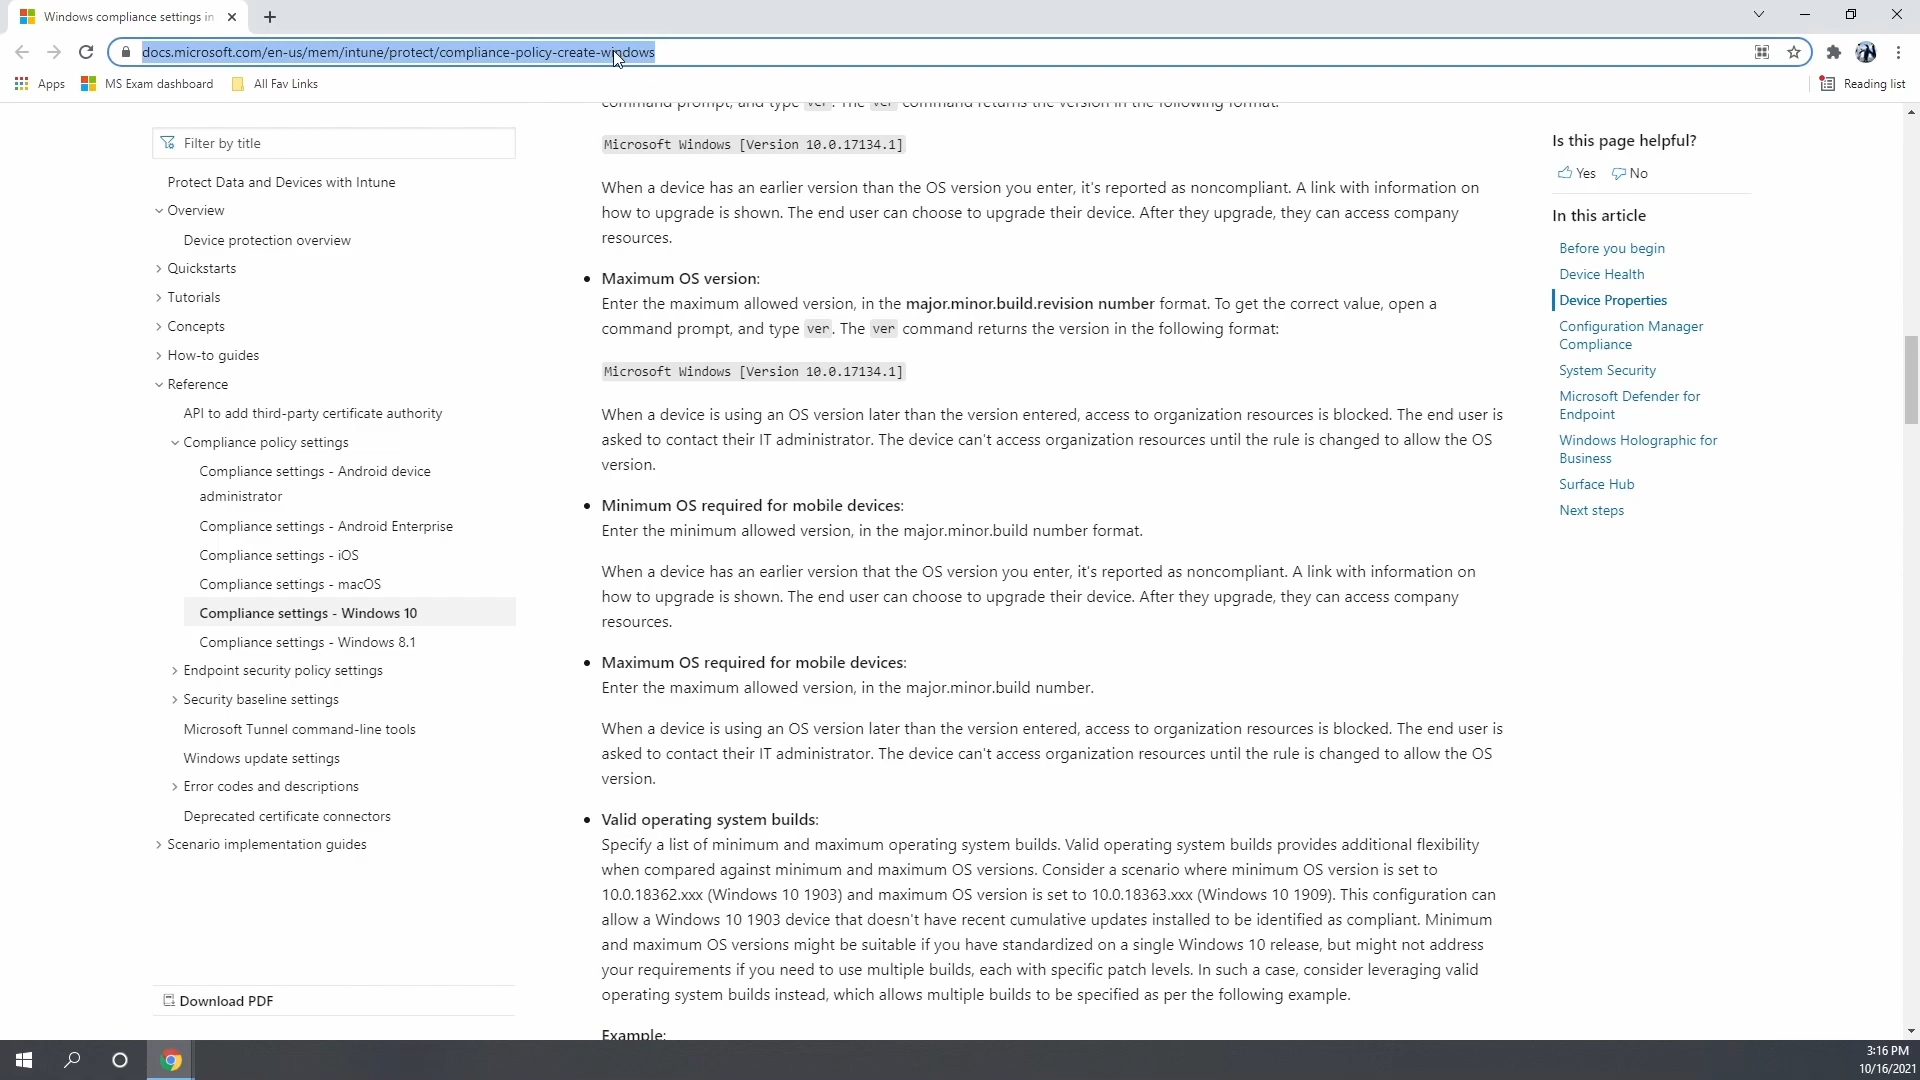 Windows compliance settings in
docs.microsoft.com/en-us/mem/intune/protect/compliance-policy-create-windows
Apps
MS Exam dashboard
All Fav Links
Reading list
Filter by title
Protect Data and Devices with Intune
Overview
Device protection overview
Quickstarts
Tutorials
Concepts
How-to guides
Reference
API to add third-party certificate authority
Compliance policy settings
Compliance settings - Android device
administrator
Compliance settings - Android Enterprise
Compliance settings - iOS
Compliance settings - macOS
Compliance settings - Windows 10
Compliance settings - Windows 8.1
Endpoint security policy settings
Security baseline settings
Microsoft Tunnel command-line tools
Windows update settings
Error codes and descriptions
Deprecated certificate connectors
Scenario implementation guides
Download PDF
command prompt, and type ver. The ver command returns the version in the following format:
Microsoft Windows [Version 10.0.17134.1]
When a device has an earlier version than the OS version you enter, it's reported as noncompliant. A link with information on
how to upgrade is shown. The end user can choose to upgrade their device. After they upgrade, they can access company
resources.
• Maximum OS version:
Enter the maximum allowed version, in the major.minor.build.revision number format. To get the correct value, open a
command prompt, and type ver. The ver command returns the version in the following format:
Microsoft Windows [Version 10.0.17134.1]
When a device is using an OS version later than the version entered, access to organization resources is blocked. The end user is
asked to contact their IT administrator. The device can't access organization resources until the rule is changed to allow the OS
version.
• Minimum OS required for mobile devices:
Enter the minimum allowed version, in the major.minor.build number format.
When a device has an earlier version that the OS version you enter, it's reported as noncompliant. A link with information on
how to upgrade is shown. The end user can choose to upgrade their device. After they upgrade, they can access company
resources.
• Maximum OS required for mobile devices:
Enter the maximum allowed version, in the major.minor.build number.
When a device is using an OS version later than the version entered, access to organization resources is blocked. The end user is
asked to contact their IT administrator. The device can't access organization resources until the rule is changed to allow the OS
version.
• Valid operating system builds:
Specify a list of minimum and maximum operating system builds. Valid operating system builds provides additional flexibility
when compared against minimum and maximum OS versions. Consider a scenario where minimum OS version is set to
10.0.18362.xxx (Windows 10 1903) and maximum OS version is set to 10.0.18363.xxx (Windows 10 1909). This configuration can
allow a Windows 10 1903 device that doesn't have recent cumulative updates installed to be identified as compliant. Minimum
and maximum OS versions might be suitable if you have standardized on a single Windows 10 release, but might not address
your requirements if you need to use multiple builds, each with specific patch levels. In such a case, consider leveraging valid
operating system builds instead, which allows multiple builds to be specified as per the following example.
Example:
Is this page helpful?
Yes No
In this article
Before you begin
Device Health
Device Properties
Configuration Manager
Compliance
System Security
Microsoft Defender for
Endpoint
Windows Holographic for
Business
Surface Hub
Next steps
3:16 PM
10/16/2021